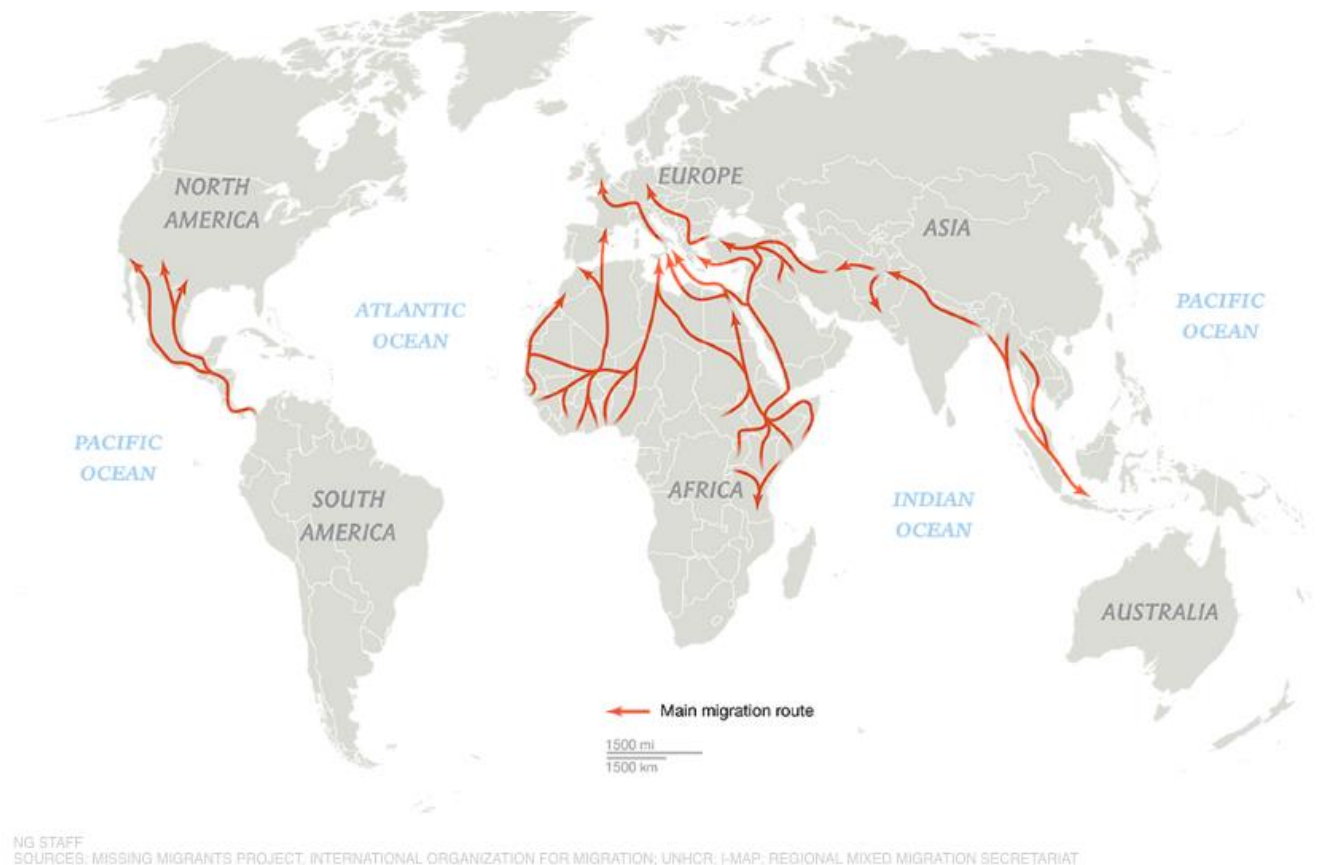 NORTH
AMERICA
EUROPE
ASIA
ATLANTIC
OCEAN
PACIFIC
OCEAN
PACIFIC
OCEAN
SOUTH
AMERICA
AFRICA
INDIAN
OCEAN
AUSTRALIA
Main migration route
1500 mi
1500 km
NG STAFF
SOURCES: MISSING MIGRANTS PROJECT, INTERNATIONAL ORGANIZATION FOR MIGRATION; UNHCR; I-MAP; REGIONAL MIXED MIGRATION SECRETARIAT